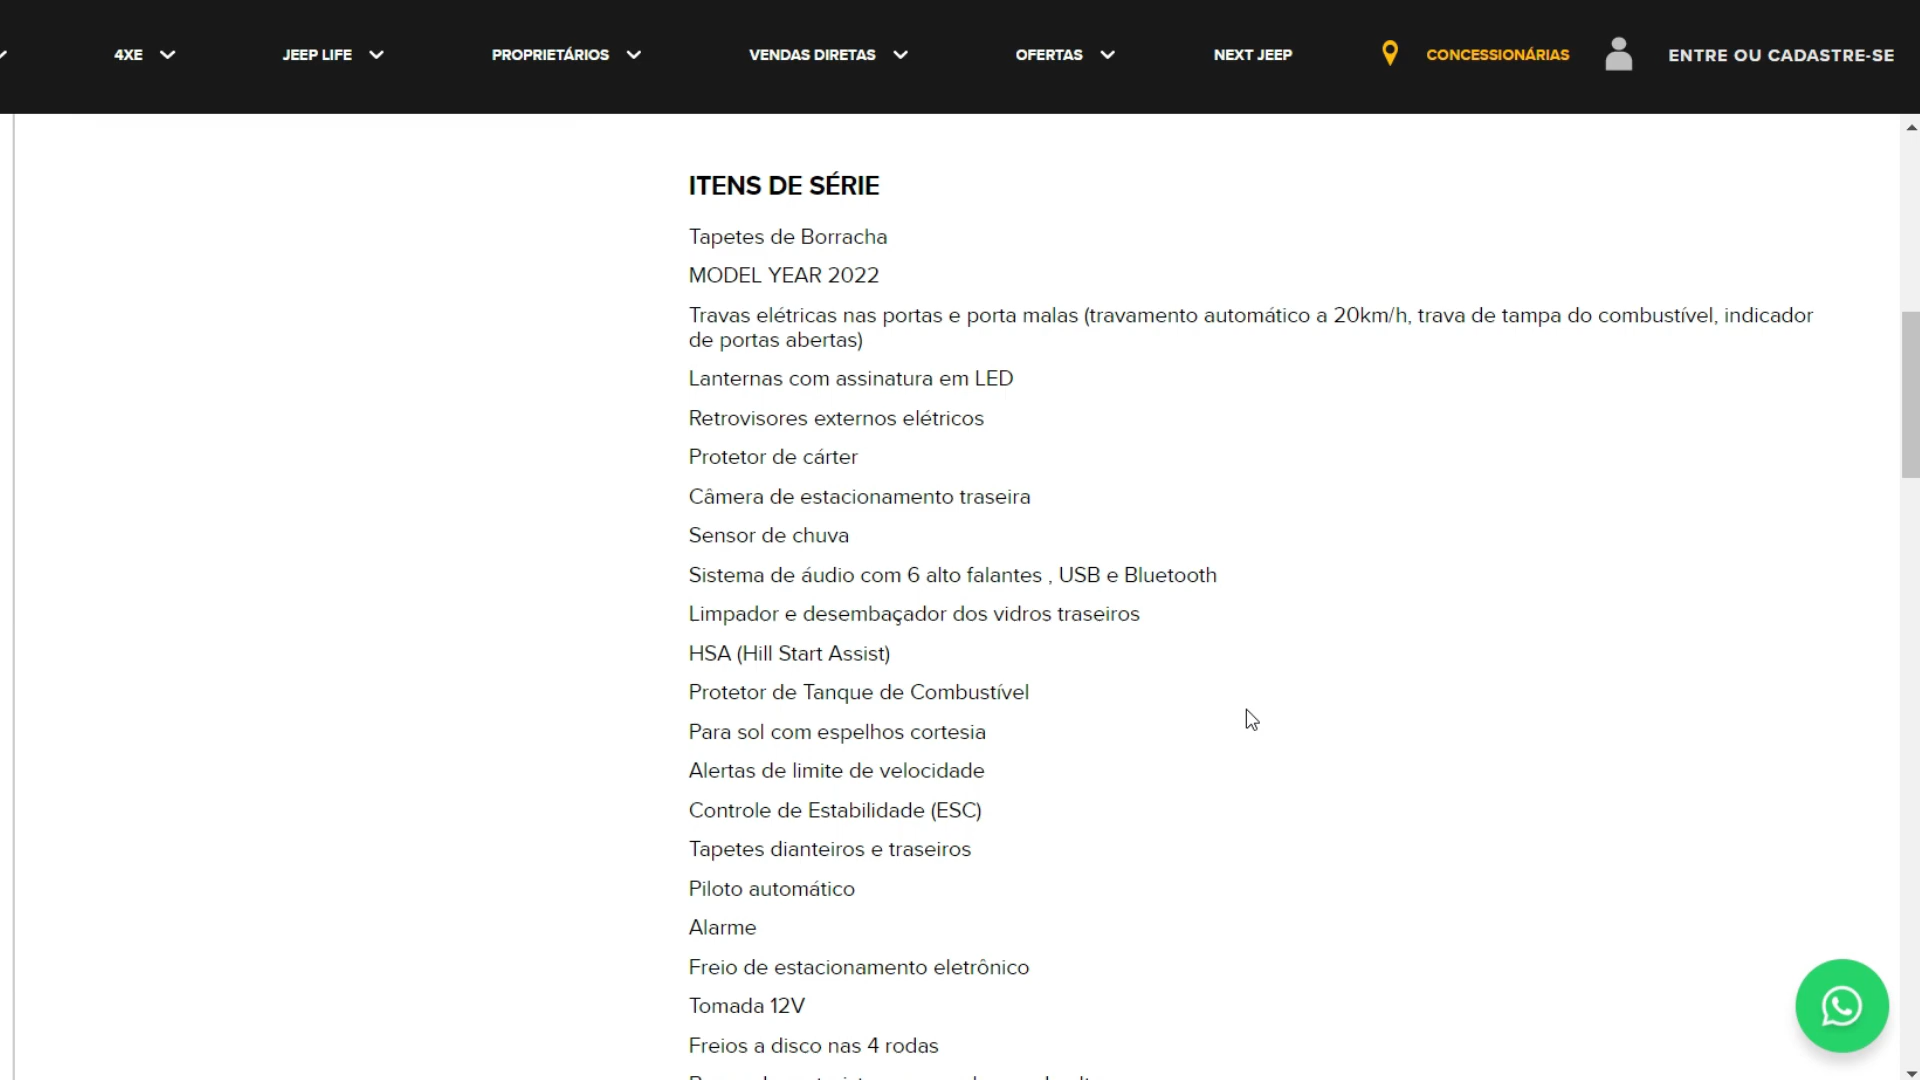 4XE
JEEP LIFE
PROPRIETÁRIOS
VENDAS DIRETAS
OFERTAS
NEXT JEEP
CONCESSIONÁRIAS
ENTRE OU CADASTRE-SE
ITENS DE SÉRIE
Tapetes de Borracha
MODEL YEAR 2022
Travas elétricas nas portas e porta malas (travamento automático a 20km/h, trava de tampa do combustível, indicador
de portas abertas)
Lanternas com assinatura em LED
Retrovisores externos elétricos
Protetor de cárter
Câmera de estacionamento traseira
Sensor de chuva
Sistema de áudio com 6 alto falantes , USB e Bluetooth
Limpador e desembaçador dos vidros traseiros
HSA (Hill Start Assist)
Protetor de Tanque de Combustível
Para sol com espelhos cortesia
Alertas de limite de velocidade
Controle de Estabilidade (ESC)
Tapetes dianteiros e traseiros
Piloto automático
Alarme
Freio de estacionamento eletrônico
Tomada 12V
Freios a disco nas 4 rodas